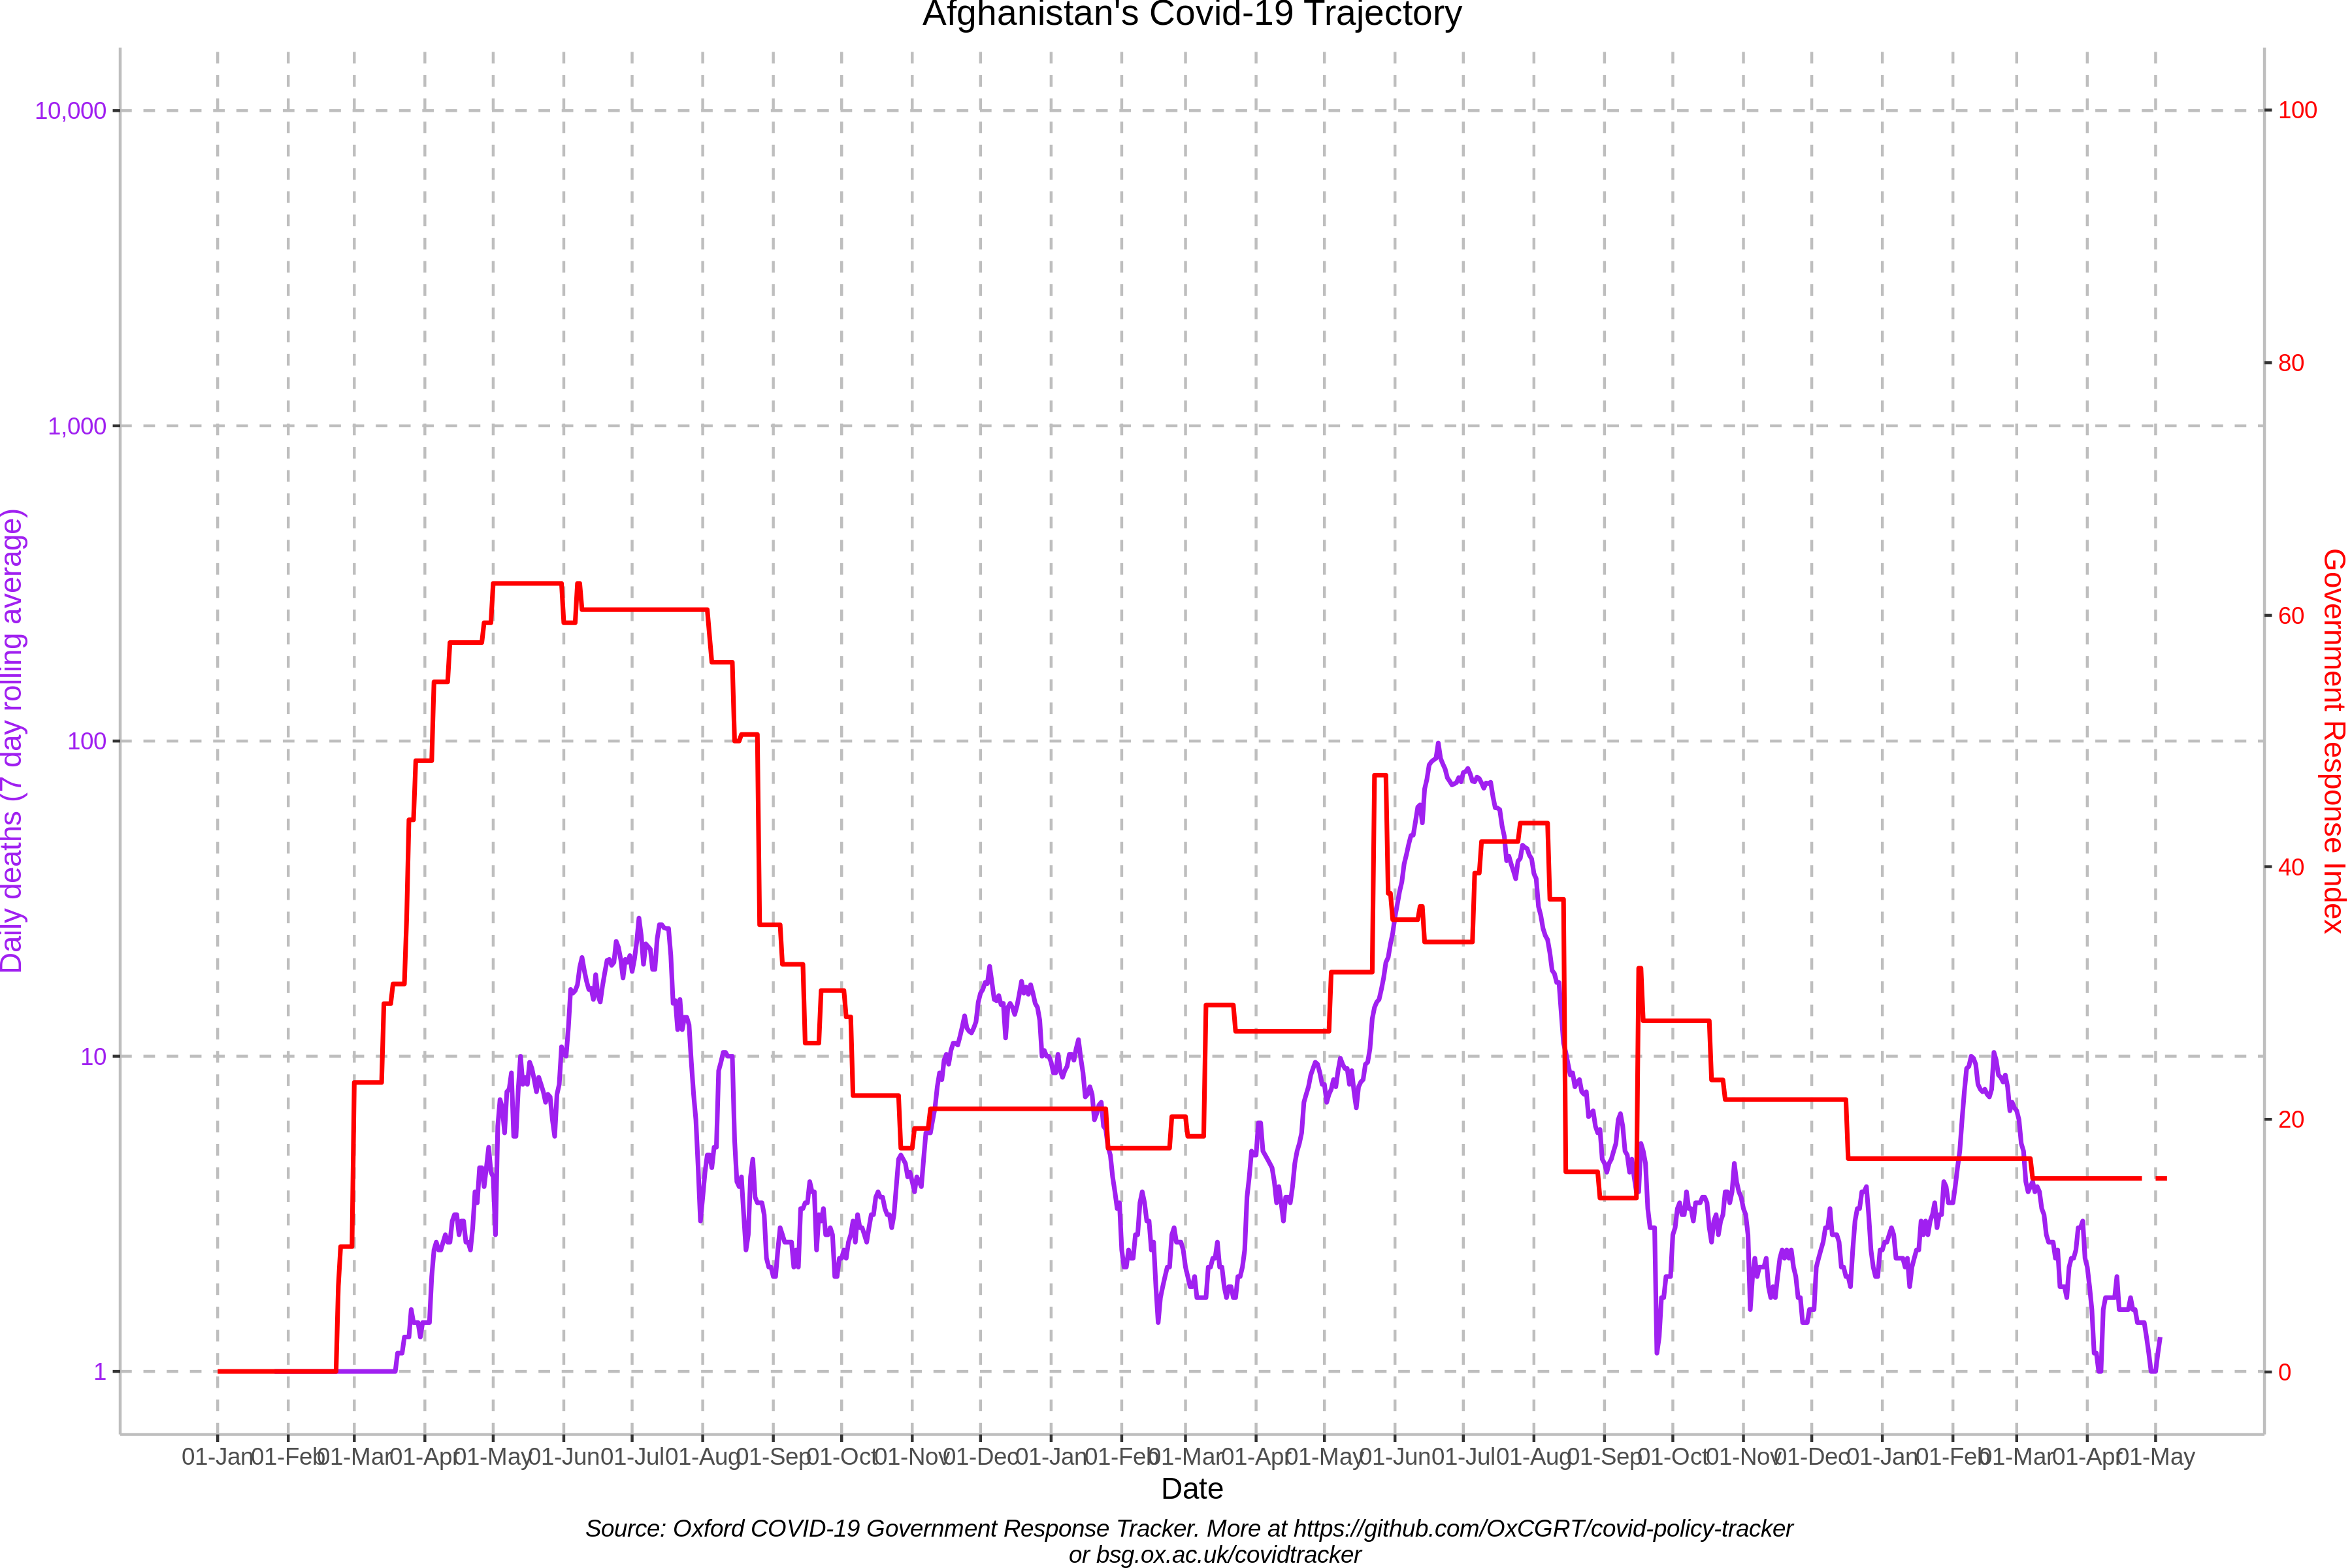 Afghanistan's Covid-19 Trajectory
10,000
1,000
100
10
1
Daily deaths (7 day rolling average)
100
80
60
40
20
0
Government Response Index
01-Jan
01-Feb
01-Mar
01-Apr
01-May
01-Jun
01-Jul
01-Aug
01-Sep
01-Oct
01-Nov
01-Dec
01-Jan
01-Feb
01-Mar
01-Apr
01-May
01-Jun
01-Jul
01-Aug
01-Sep
01-Oct
01-Nov
01-Dec
01-Jan
01-Feb
01-Mar
01-Apr
01-May
Date
Source: Oxford COVID-19 Government Response Tracker. More at https://github.com/OxCGRT/covid-policy-tracker
or bsg.ox.ac.uk/covidtracker